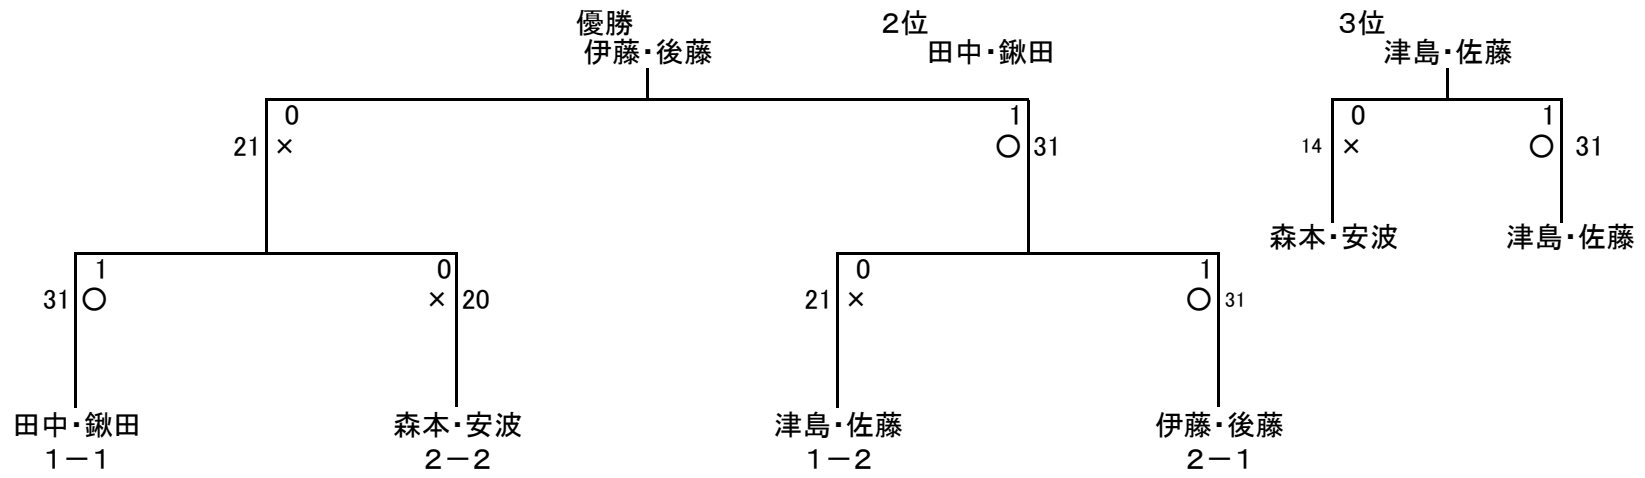 優勝 2位 3位
伊藤・後藤 田中・鍬田 津島・佐藤
0 1 0 1
21 × ○ 31 14 × ○ 31
森本・安波 津島・佐藤
1 0 0 1
31 ○ × 20 21 × ○ 31
田中・鍬田 森本・安波 津島・佐藤 伊藤・後藤
1－1 2－2 1－2 2－1